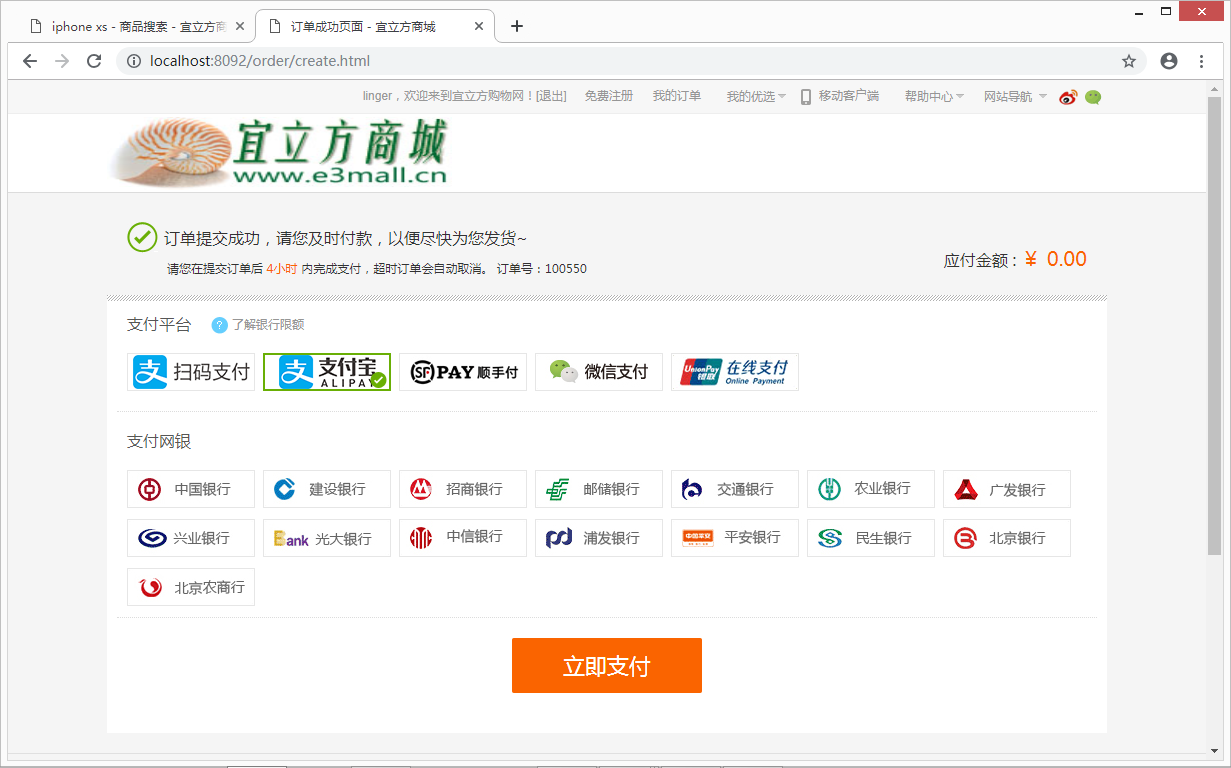 iphone xs - 商品搜索 - 宜立方商
订单成功页面 - 宜立方商城
localhost:8092/order/create.html
linger，欢迎来到宜立方购物网！[退出] 免费注册 我的订单 我的优选 移动客户端 帮助中心 网站导航
宜立方商城
www.e3mall.cn
订单提交成功，请您及时付款，以便尽快为您发货~
请您在提交订单后 4小时 内完成支付，超时订单会自动取消。 订单号：100550
应付金额：￥ 0.00
支付平台 ? 了解银行限额
支 扫码支付 支 支付宝 ALIPAY SF PAY 顺手付 微信支付 UnionPay 银联 在线支付 Online Payment
支付网银
中国银行 建设银行 招商银行 邮储银行 交通银行 农业银行 广发银行
兴业银行 Bank 光大银行 中信银行 浦发银行 中国平安 平安银行 民生银行 北京银行
北京农商行
立即支付